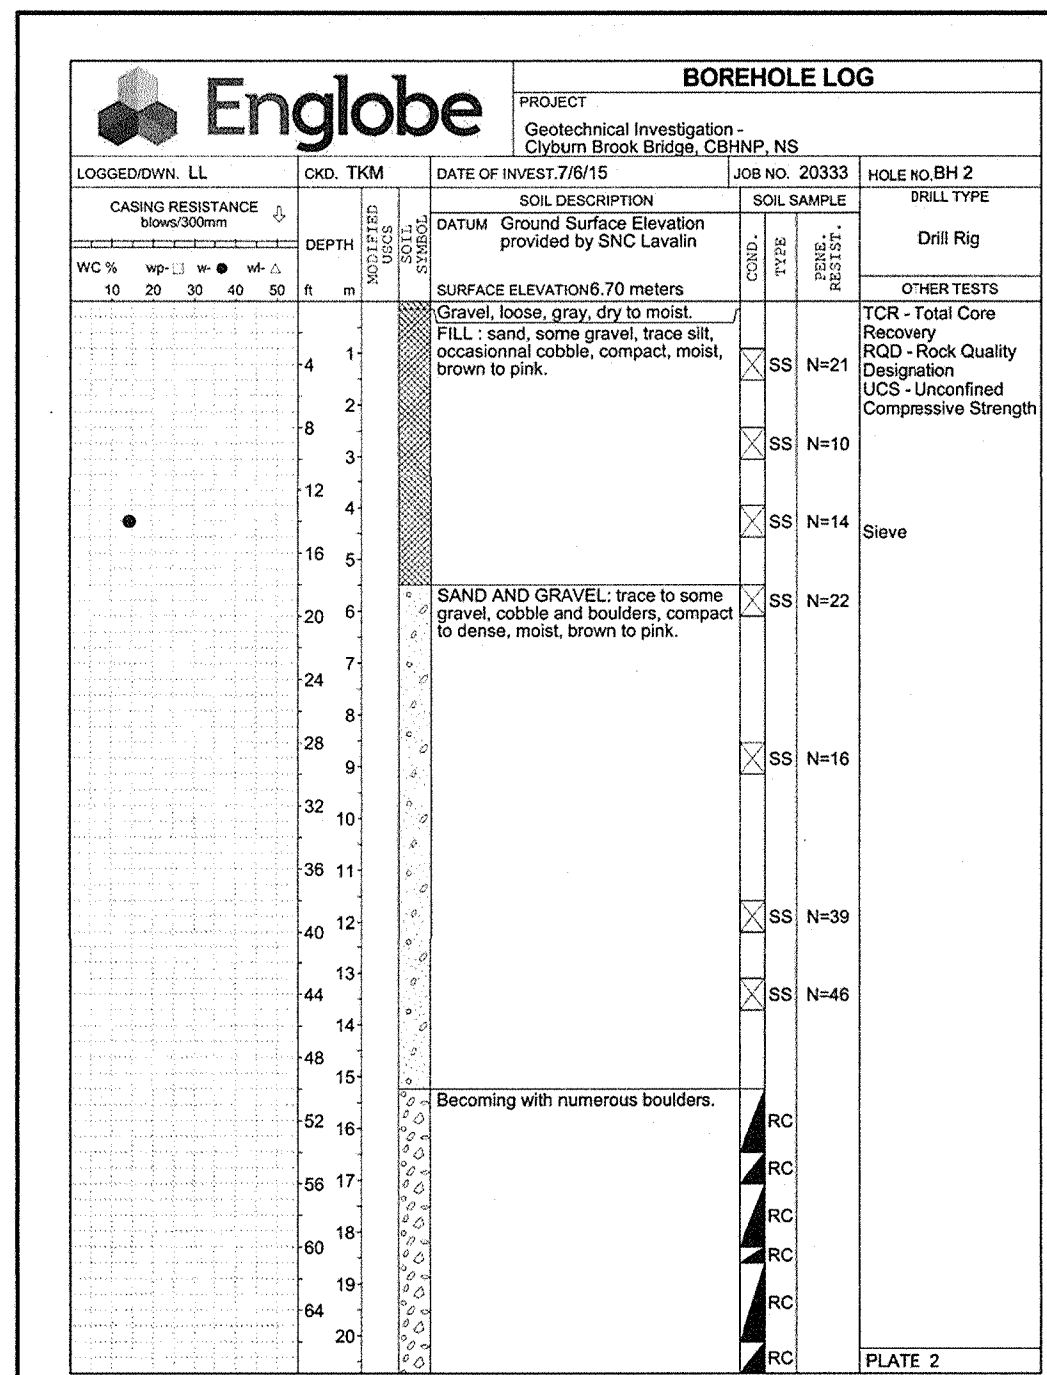 Englobe
BOREHOLE LOG
PROJECT
Geotechnical Investigation -
Clyburn Brook Bridge, CBHNP, NS
LOGGED/DWN. LL
CKD. TKM
DATE OF INVEST.7/6/15
JOB NO. 20333
HOLE NO.BH 2
CASING RESISTANCE
blows/300mm
WC % wp- w- wl-
10 20 30 40 50
DEPTH
ft m
MODIFIED
USCS
SOIL
SYMBOL
SOIL DESCRIPTION
DATUM Ground Surface Elevation
provided by SNC Lavalin
SURFACE ELEVATION6.70 meters
SOIL SAMPLE
COND.
TYPE
PENE.
RESIST.
DRILL TYPE
Drill Rig
OTHER TESTS
Gravel, loose, gray, dry to moist.
FILL : sand, some gravel, trace silt,
occasionnal cobble, compact, moist,
brown to pink.
TCR - Total Core
Recovery
RQD - Rock Quality
Designation
UCS - Unconfined
Compressive Strength
1
4
SS N=21
2
8
SS N=10
3
12
4
SS N=14
Sieve
16
5
SAND AND GRAVEL: trace to some
gravel, cobble and boulders, compact
to dense, moist, brown to pink.
SS N=22
20 6
7
24
8
28
SS N=16
9
32
10
36 11
SS N=39
12
40
13
44
SS N=46
14
48
15
Becoming with numerous boulders.
52
RC
16
RC
56 17
RC
18
60
RC
19
RC
64
20
RC
PLATE 2